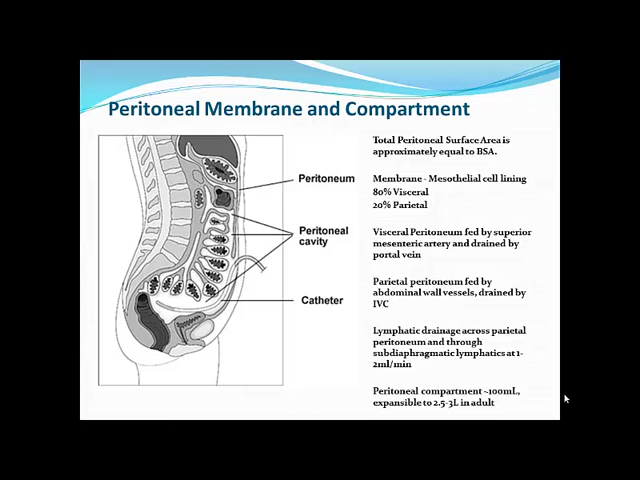 Peritoneal Membrane and Compartment
Peritoneum
Peritoneal
cavity
Catheter
Total Peritoneal Surface Area is
approximately equal to BSA.
Membrane - Mesothelial cell lining
80% Visceral
20% Parietal
Visceral Peritoneum fed by superior
mesenteric artery and drained by
portal vein
Parietal peritoneum fed by
abdominal wall vessels, drained by
IVC
Lymphatic drainage across parietal
peritoneum and through
subdiaphragmatic lymphatics at 1-
2ml/min
Peritoneal compartment ~100mL,
expansible to 2.5-3L in adult